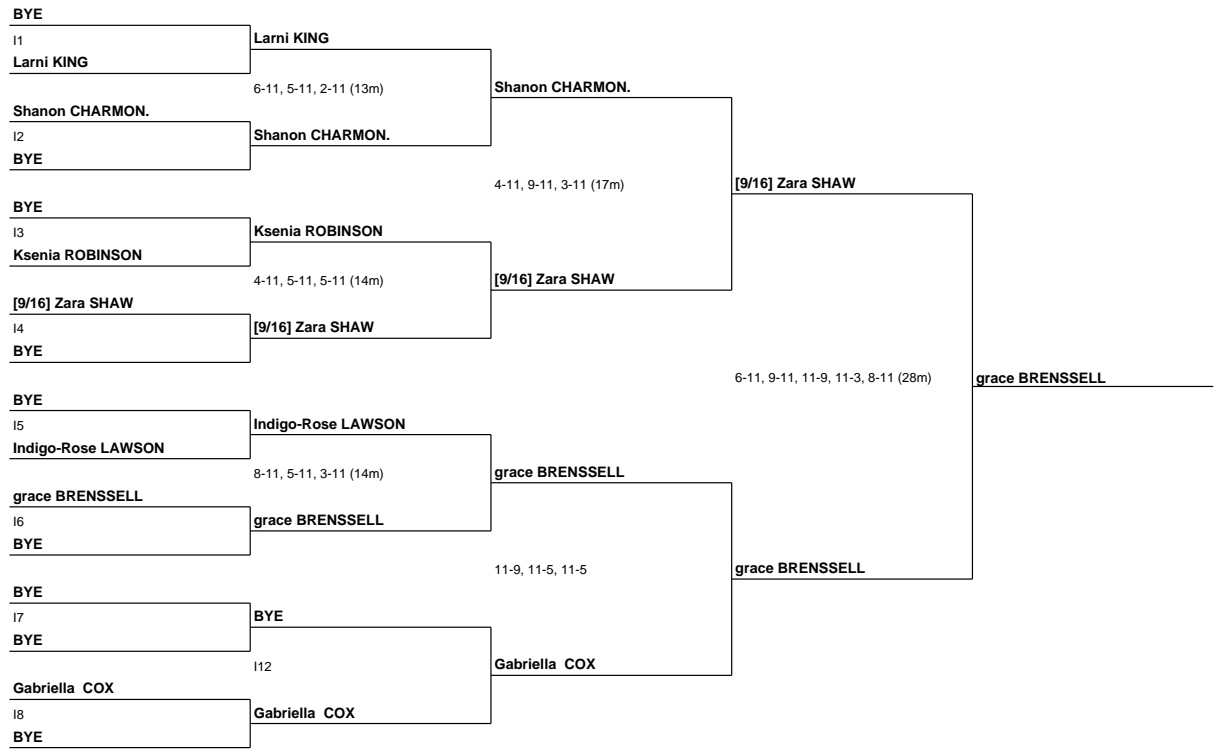 BYE
I1
Larni KING
Shanon CHARMON.
I2
BYE
BYE
I3
Ksenia ROBINSON
[9/16] Zara SHAW
I4
BYE
BYE
I5
Indigo-Rose LAWSON
grace BRENSSELL
I6
BYE
BYE
I7
BYE
Gabriella COX
I8
BYE
Larni KING
6-11, 5-11, 2-11 (13m)
Shanon CHARMON.
Ksenia ROBINSON
4-11, 5-11, 5-11 (14m)
[9/16] Zara SHAW
Indigo-Rose LAWSON
8-11, 5-11, 3-11 (14m)
grace BRENSSELL
BYE
I12
Gabriella COX
Shanon CHARMON.
4-11, 9-11, 3-11 (17m)
[9/16] Zara SHAW
grace BRENSSELL
11-9, 11-5, 11-5
Gabriella COX
[9/16] Zara SHAW
6-11, 9-11, 11-9, 11-3, 8-11 (28m)
grace BRENSSELL
grace BRENSSELL